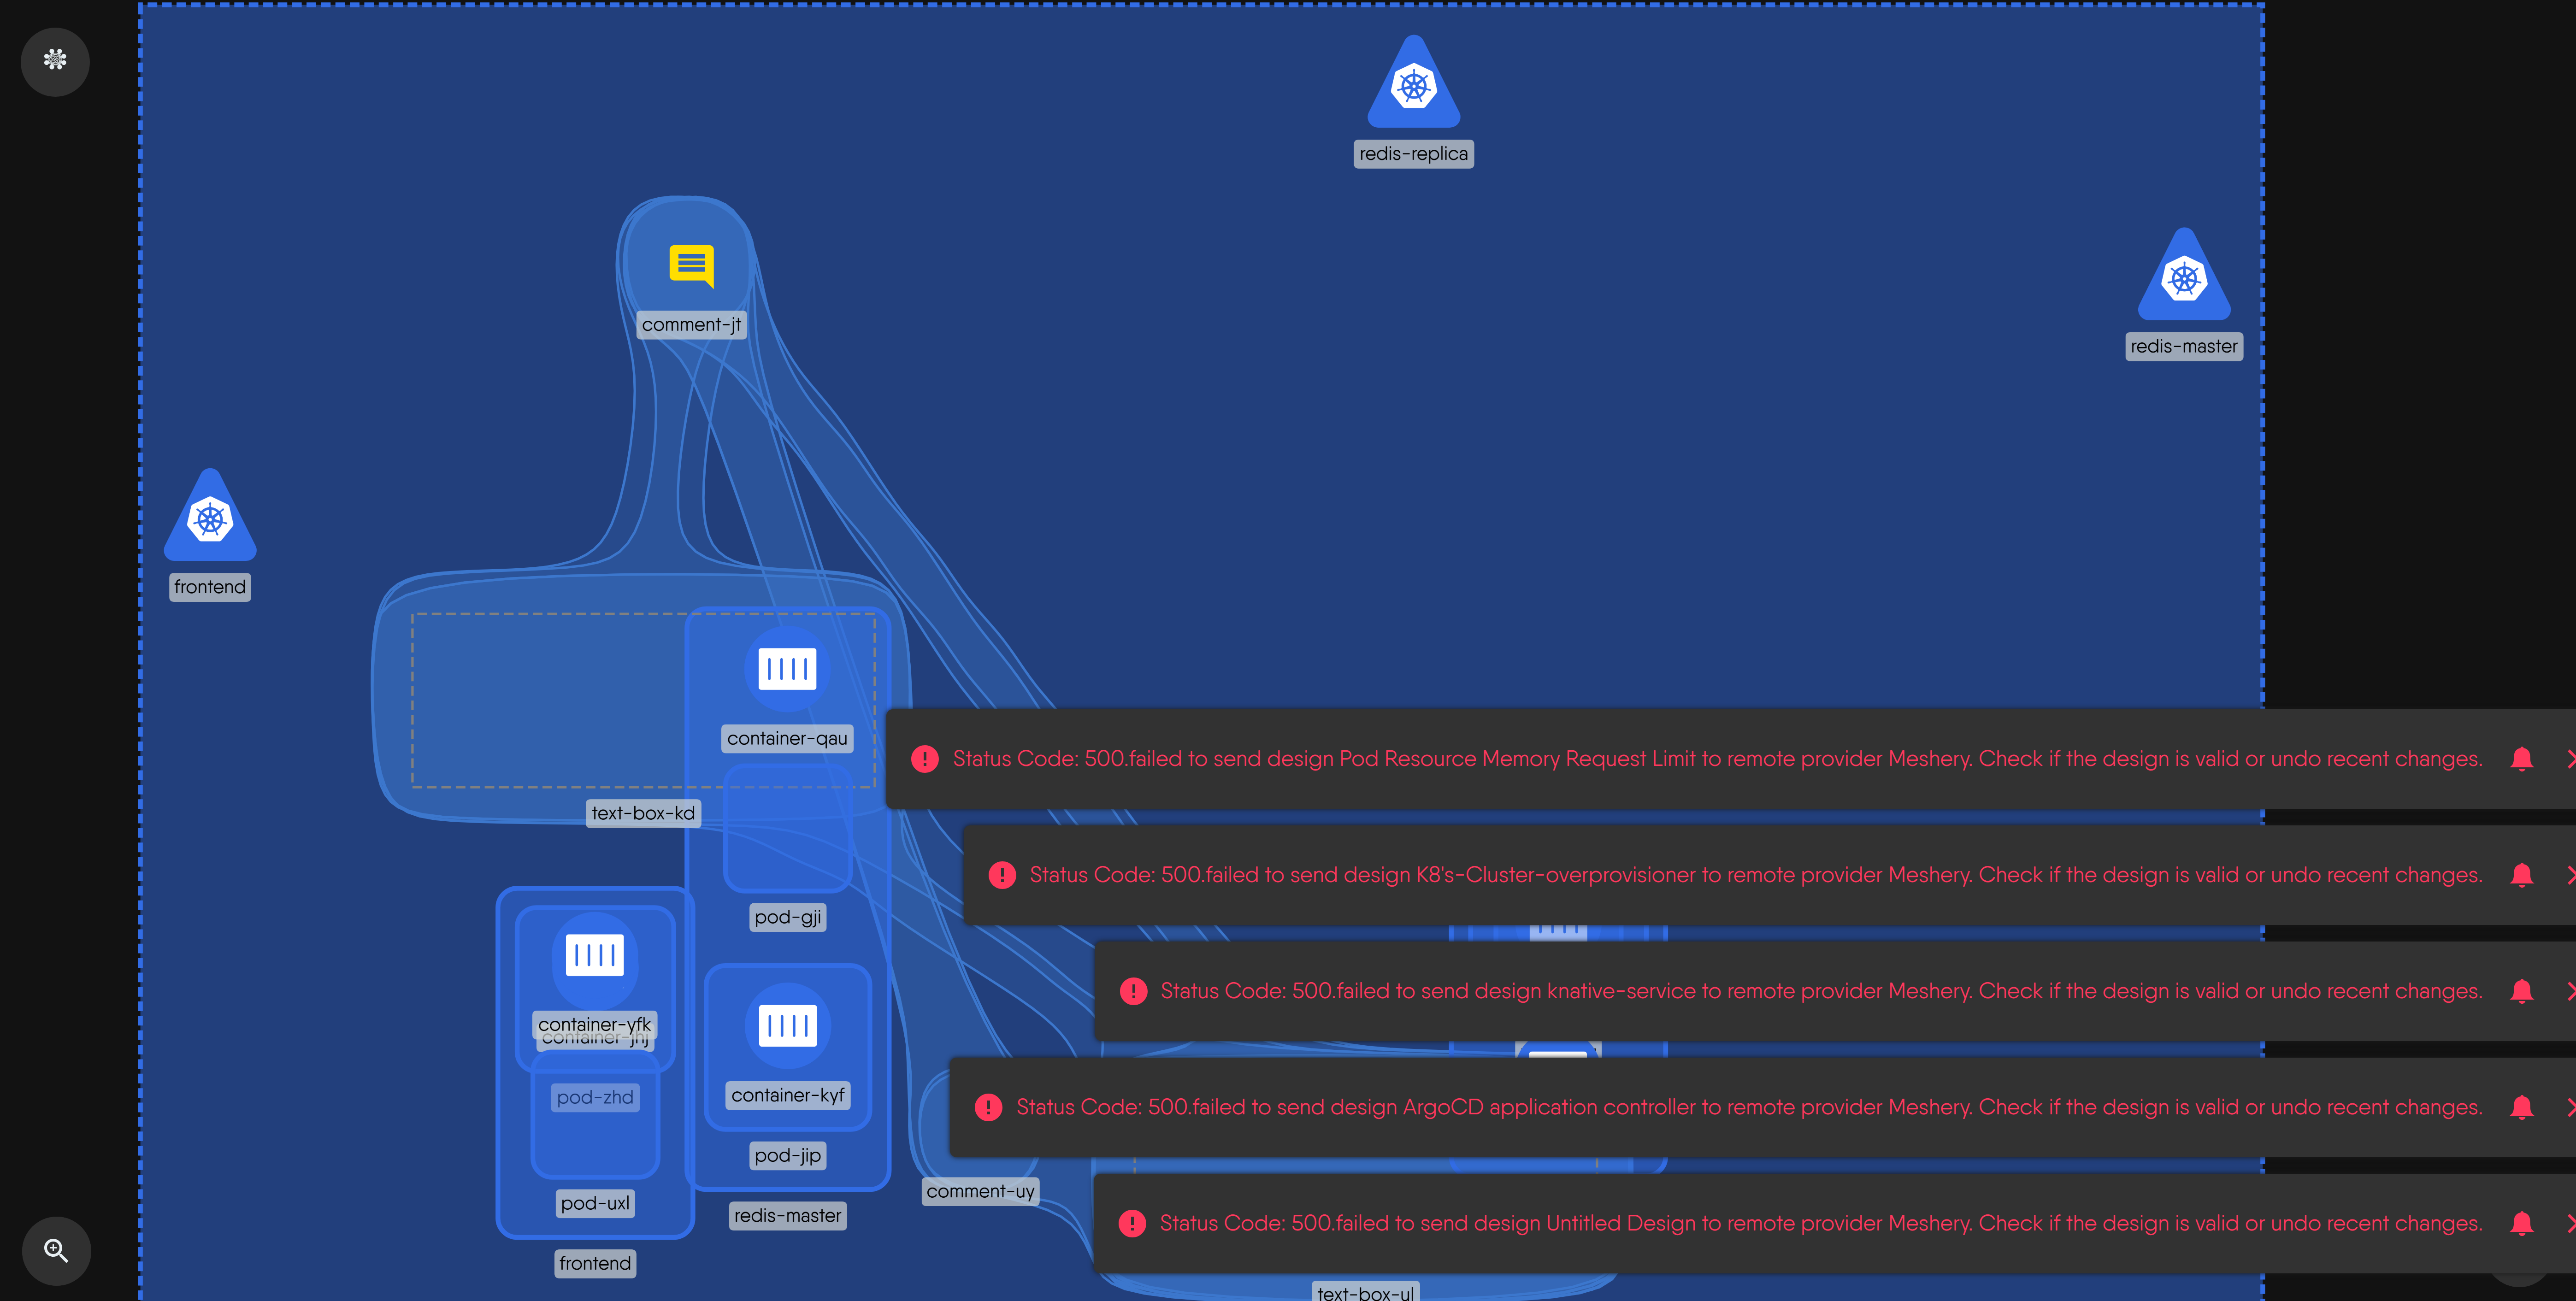 redis-replica
comment-jt
redis-master
frontend
container-qau
Status Code: 500.failed to send design Pod Resource Memory Request Limit to remote provider Meshery. Check if the design is valid or undo recent changes.
text-box-kd
Status Code: 500.failed to send design K8's-Cluster-overprovisioner to remote provider Meshery. Check if the design is valid or undo recent changes.
pod-gji
Status Code: 500.failed to send design knative-service to remote provider Meshery. Check if the design is valid or undo recent changes.
container-yfk
container-jhj
container-kyf
pod-zhd
Status Code: 500.failed to send design ArgoCD application controller to remote provider Meshery. Check if the design is valid or undo recent changes.
pod-jip
comment-uy
pod-uxl
redis-master
Status Code: 500.failed to send design Untitled Design to remote provider Meshery. Check if the design is valid or undo recent changes.
frontend
text-box-ul